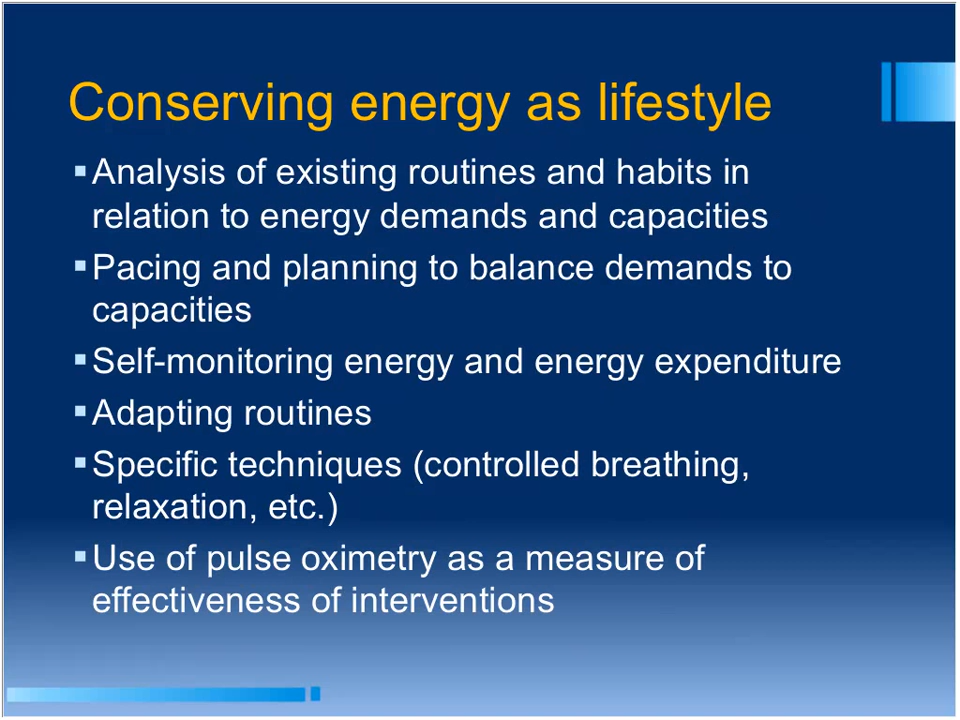 Conserving energy as lifestyle
▪Analysis of existing routines and habits in
relation to energy demands and capacities
▪Pacing and planning to balance demands to
capacities
▪Self-monitoring energy and energy expenditure
▪Adapting routines
▪Specific techniques (controlled breathing,
relaxation, etc.)
▪Use of pulse oximetry as a measure of
effectiveness of interventions